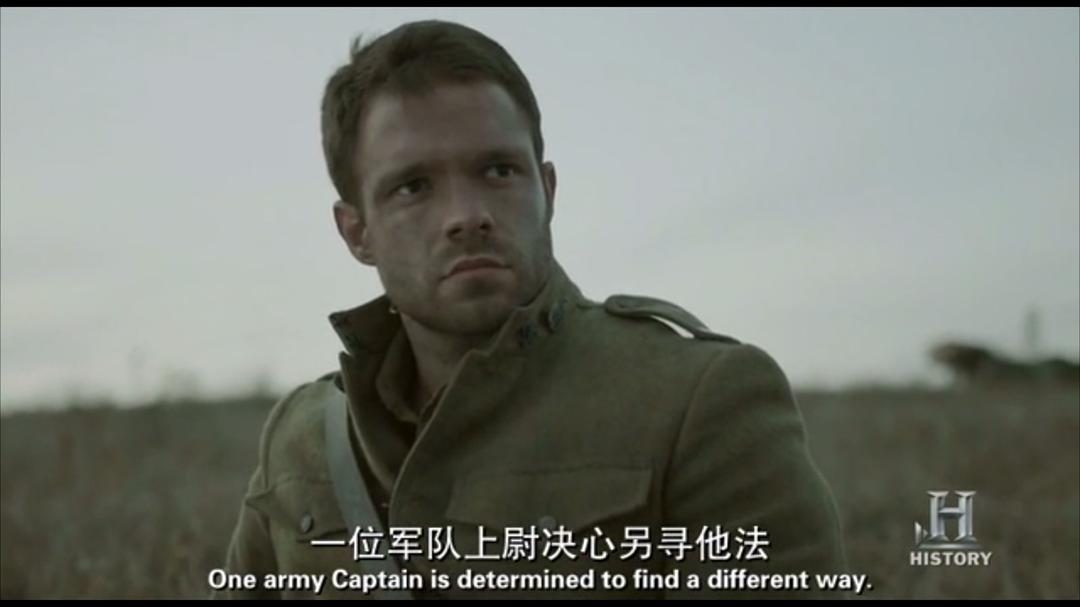 一位军队上尉决心另寻他法
One army Captain is determined to find a different way.
H
HISTORY